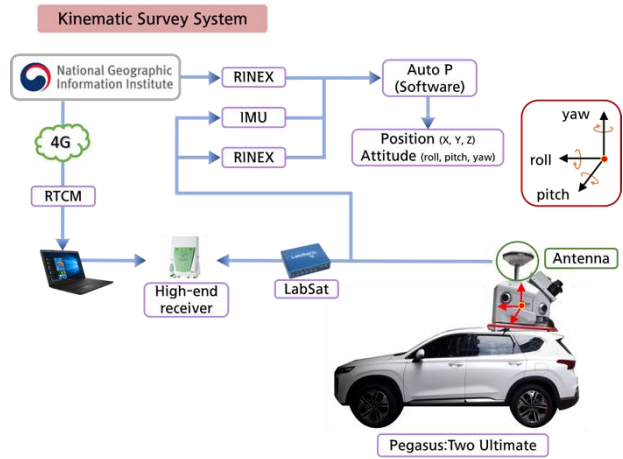 Kinematic Survey System
National Geographic
Information Institute
RINEX
Auto P
(Software)
yaw
IMU
4G
Position (X, Y, Z)
Attitude (roll, pitch, yaw)
RINEX
roll
pitch
RTCM
Antenna
LabSat
High-end
receiver
LabSat
Pegasus:Two Ultimate